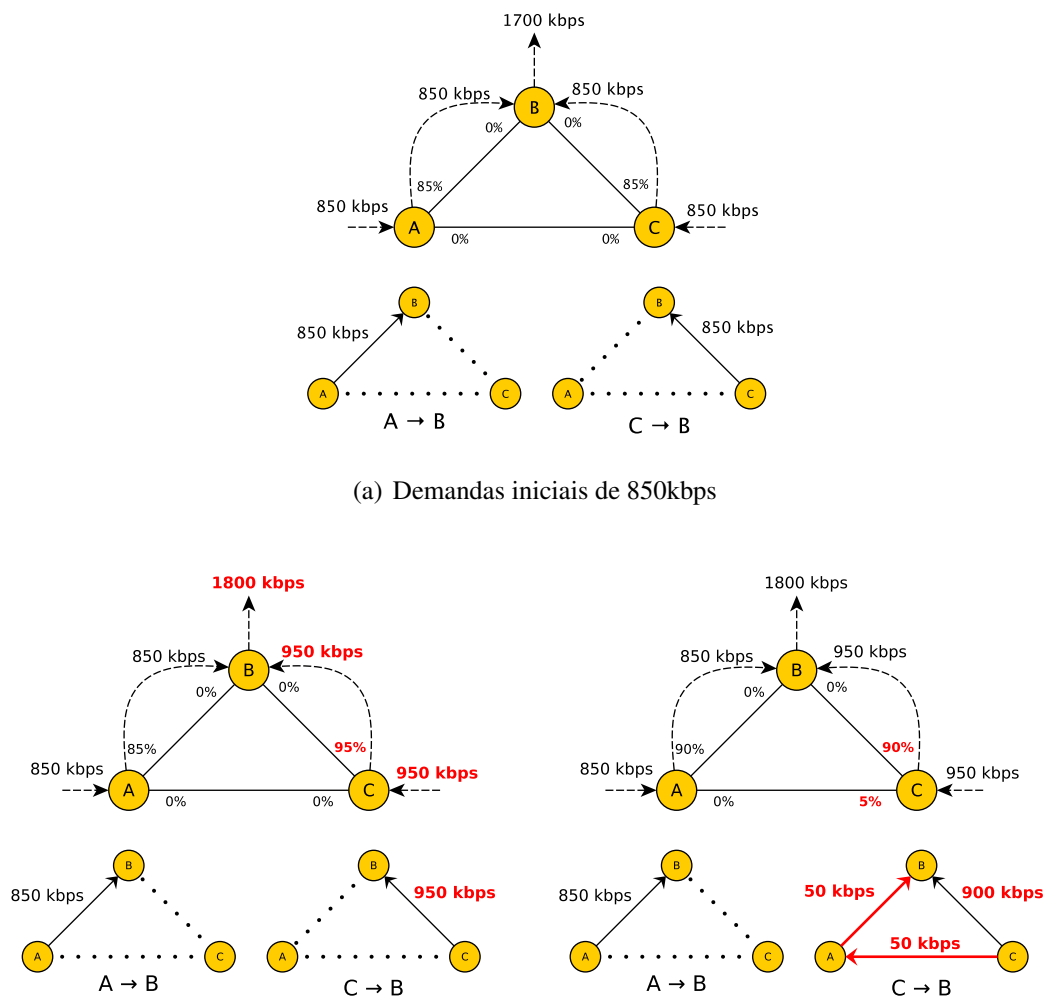 1700 kbps
850 kbps
850 kbps
B
0%
0%
85%
85%
850 kbps
850 kbps
A
C
0%
0%
B
B
850 kbps
850 kbps
A
C
A
C
A → B
C → B
(a) Demandas iniciais de 850kbps
1800 kbps
850 kbps
950 kbps
B
0%
0%
85%
95%
850 kbps
950 kbps
A
C
0%
0%
B
B
850 kbps
950 kbps
A
C
A
C
A → B
C → B
1800 kbps
850 kbps
950 kbps
B
0%
0%
90%
90%
850 kbps
950 kbps
A
C
0%
5%
B
B
850 kbps
50 kbps
900 kbps
50 kbps
A
C
A
C
A → B
C → B